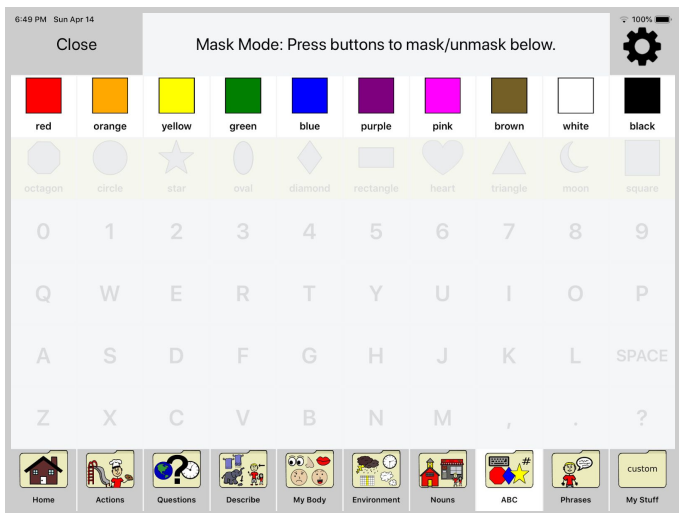 6:49 PM Sun Apr 14 100%
Close Mask Mode: Press buttons to mask/unmask below.
red orange yellow green blue purple pink brown white black
octagon circle star oval diamond rectangle heart triangle moon square
0 1 2 3 4 5 6 7 8 9
Q W E R T Y U I O P
A S D F G H J K L SPACE
Z X C V B N M , . ?
# custom
Home Actions Questions Describe My Body Environment Nouns ABC Phrases My Stuff